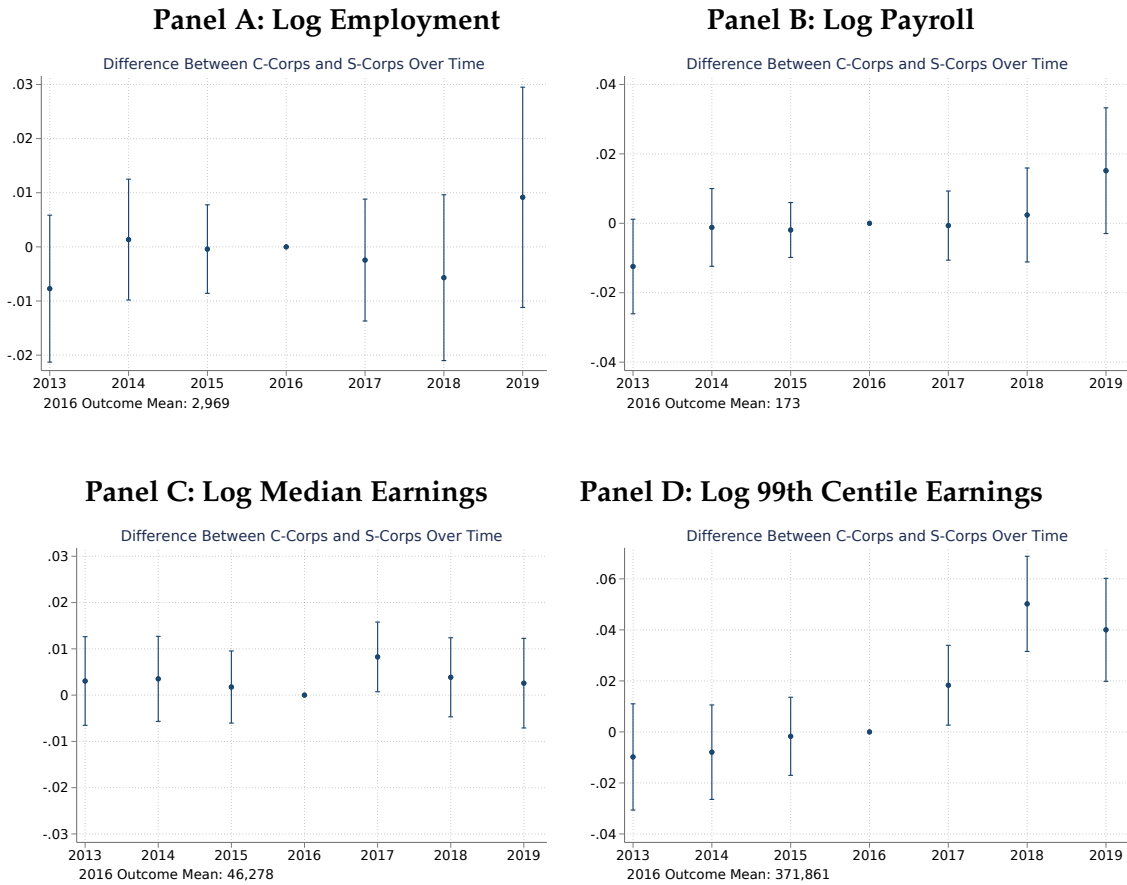 Panel A: Log Employment
Difference Between C-Corps and S-Corps Over Time
.03
.02
.01
0
-.01
-.02
2013 2014 2015 2016 2017 2018 2019
2016 Outcome Mean: 2,969
Panel B: Log Payroll
Difference Between C-Corps and S-Corps Over Time
.04
.02
0
-.02
-.04
2013 2014 2015 2016 2017 2018 2019
2016 Outcome Mean: 173
Panel C: Log Median Earnings
Difference Between C-Corps and S-Corps Over Time
.03
.02
.01
0
-.01
-.02
-.03
2013 2014 2015 2016 2017 2018 2019
2016 Outcome Mean: 46,278
Panel D: Log 99th Centile Earnings
Difference Between C-Corps and S-Corps Over Time
.06
.04
.02
0
-.02
-.04
2013 2014 2015 2016 2017 2018 2019
2016 Outcome Mean: 371,861